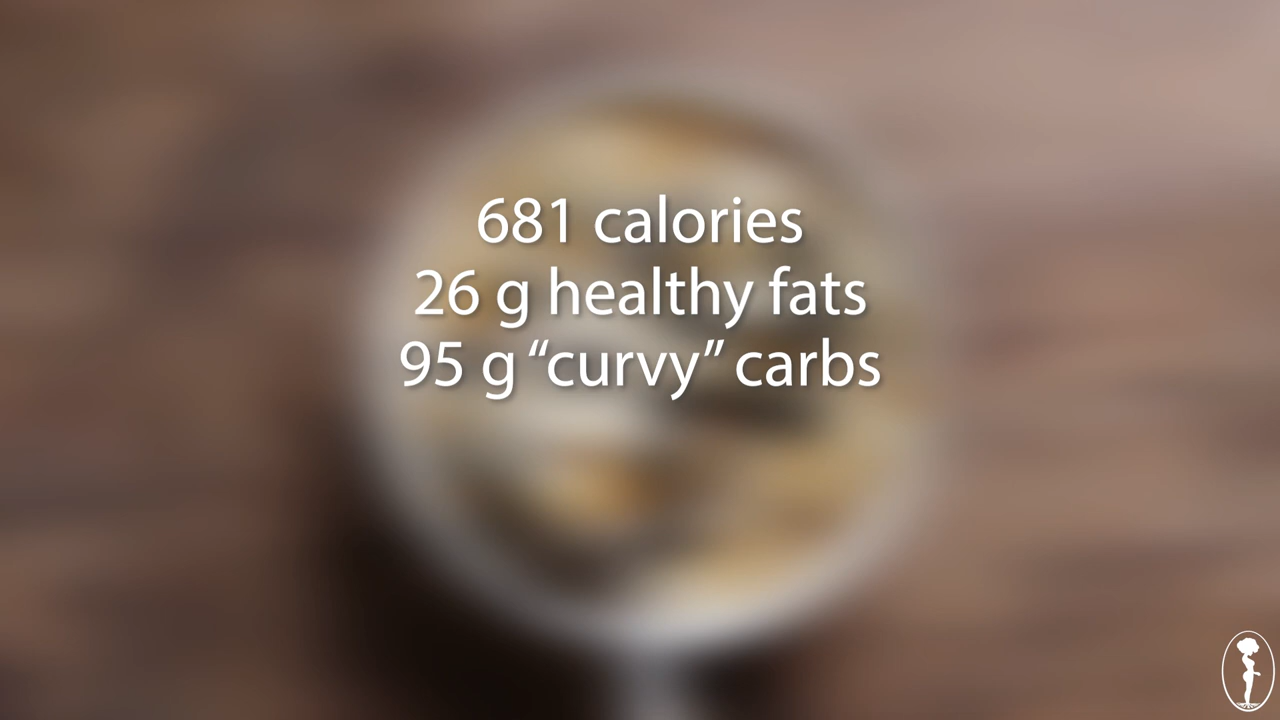 681 calories
26 g healthy fats
95 g “curvy” carbs